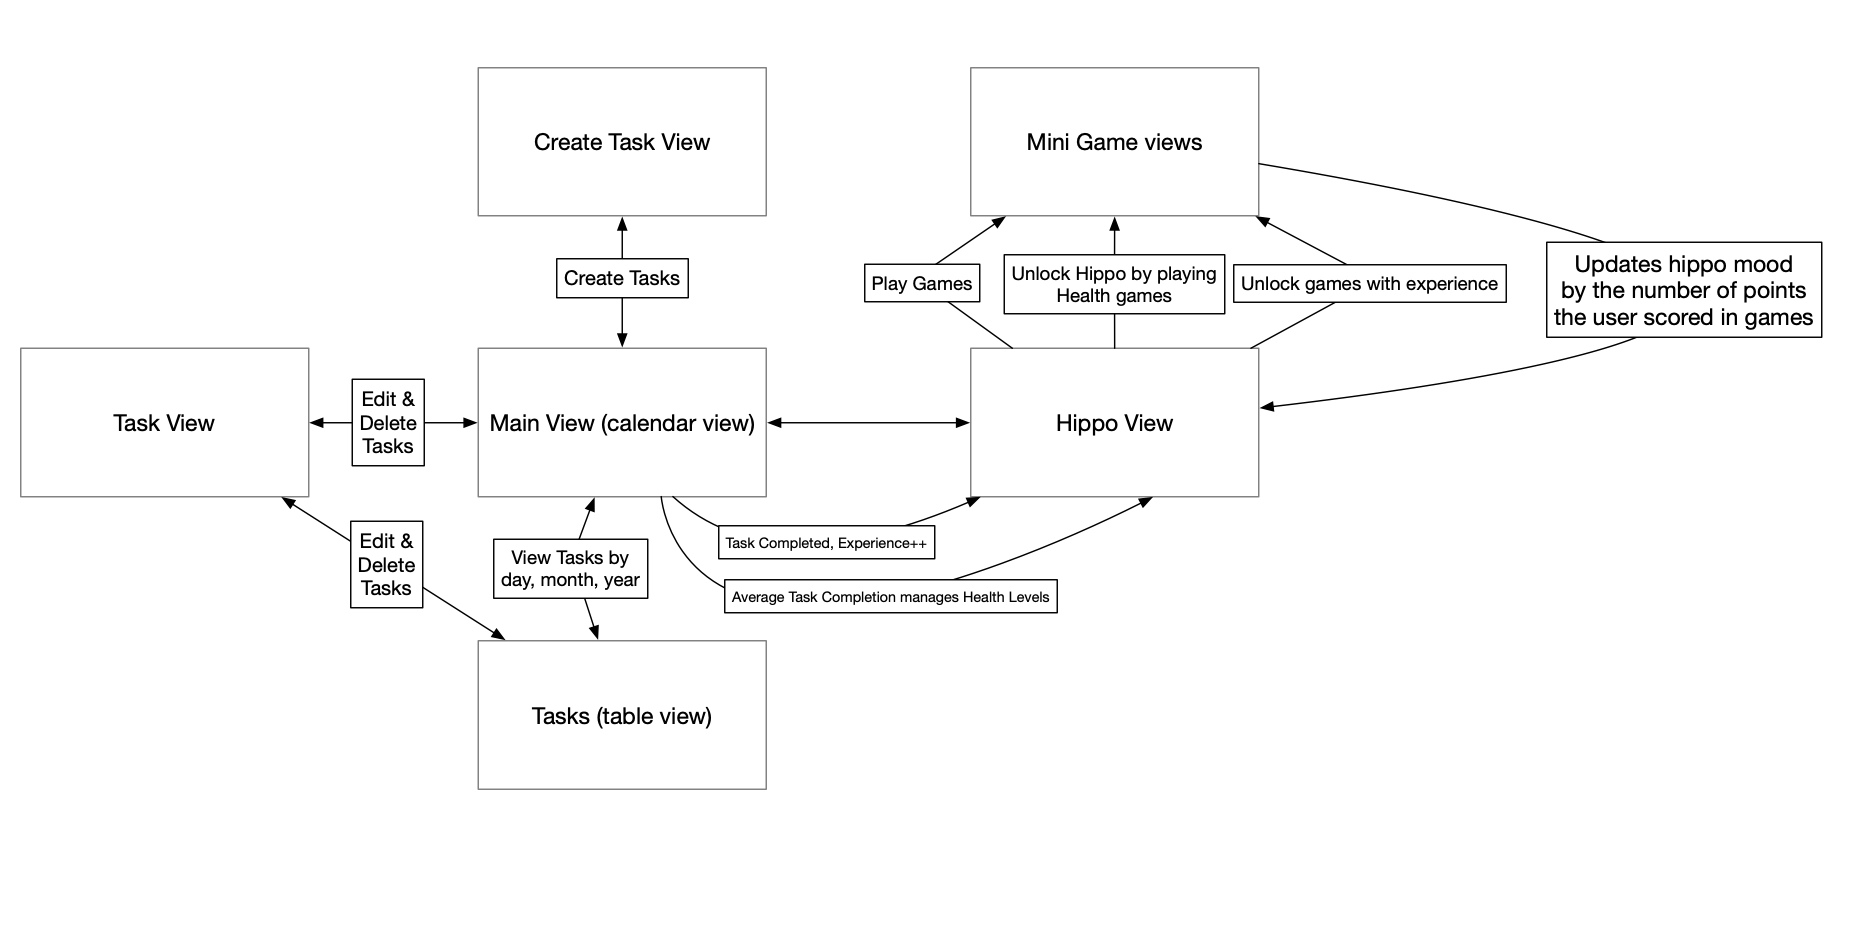 Create Task View
Mini Game views
Create Tasks
Play Games
Unlock Hippo by playing
Health games
Unlock games with experience
Updates hippo mood
by the number of points
the user scored in games
Task View
Edit &
Delete
Tasks
Main View (calendar view)
Hippo View
Edit &
Delete
Tasks
View Tasks by
day, month, year
Task Completed, Experience++
Average Task Completion manages Health Levels
Tasks (table view)